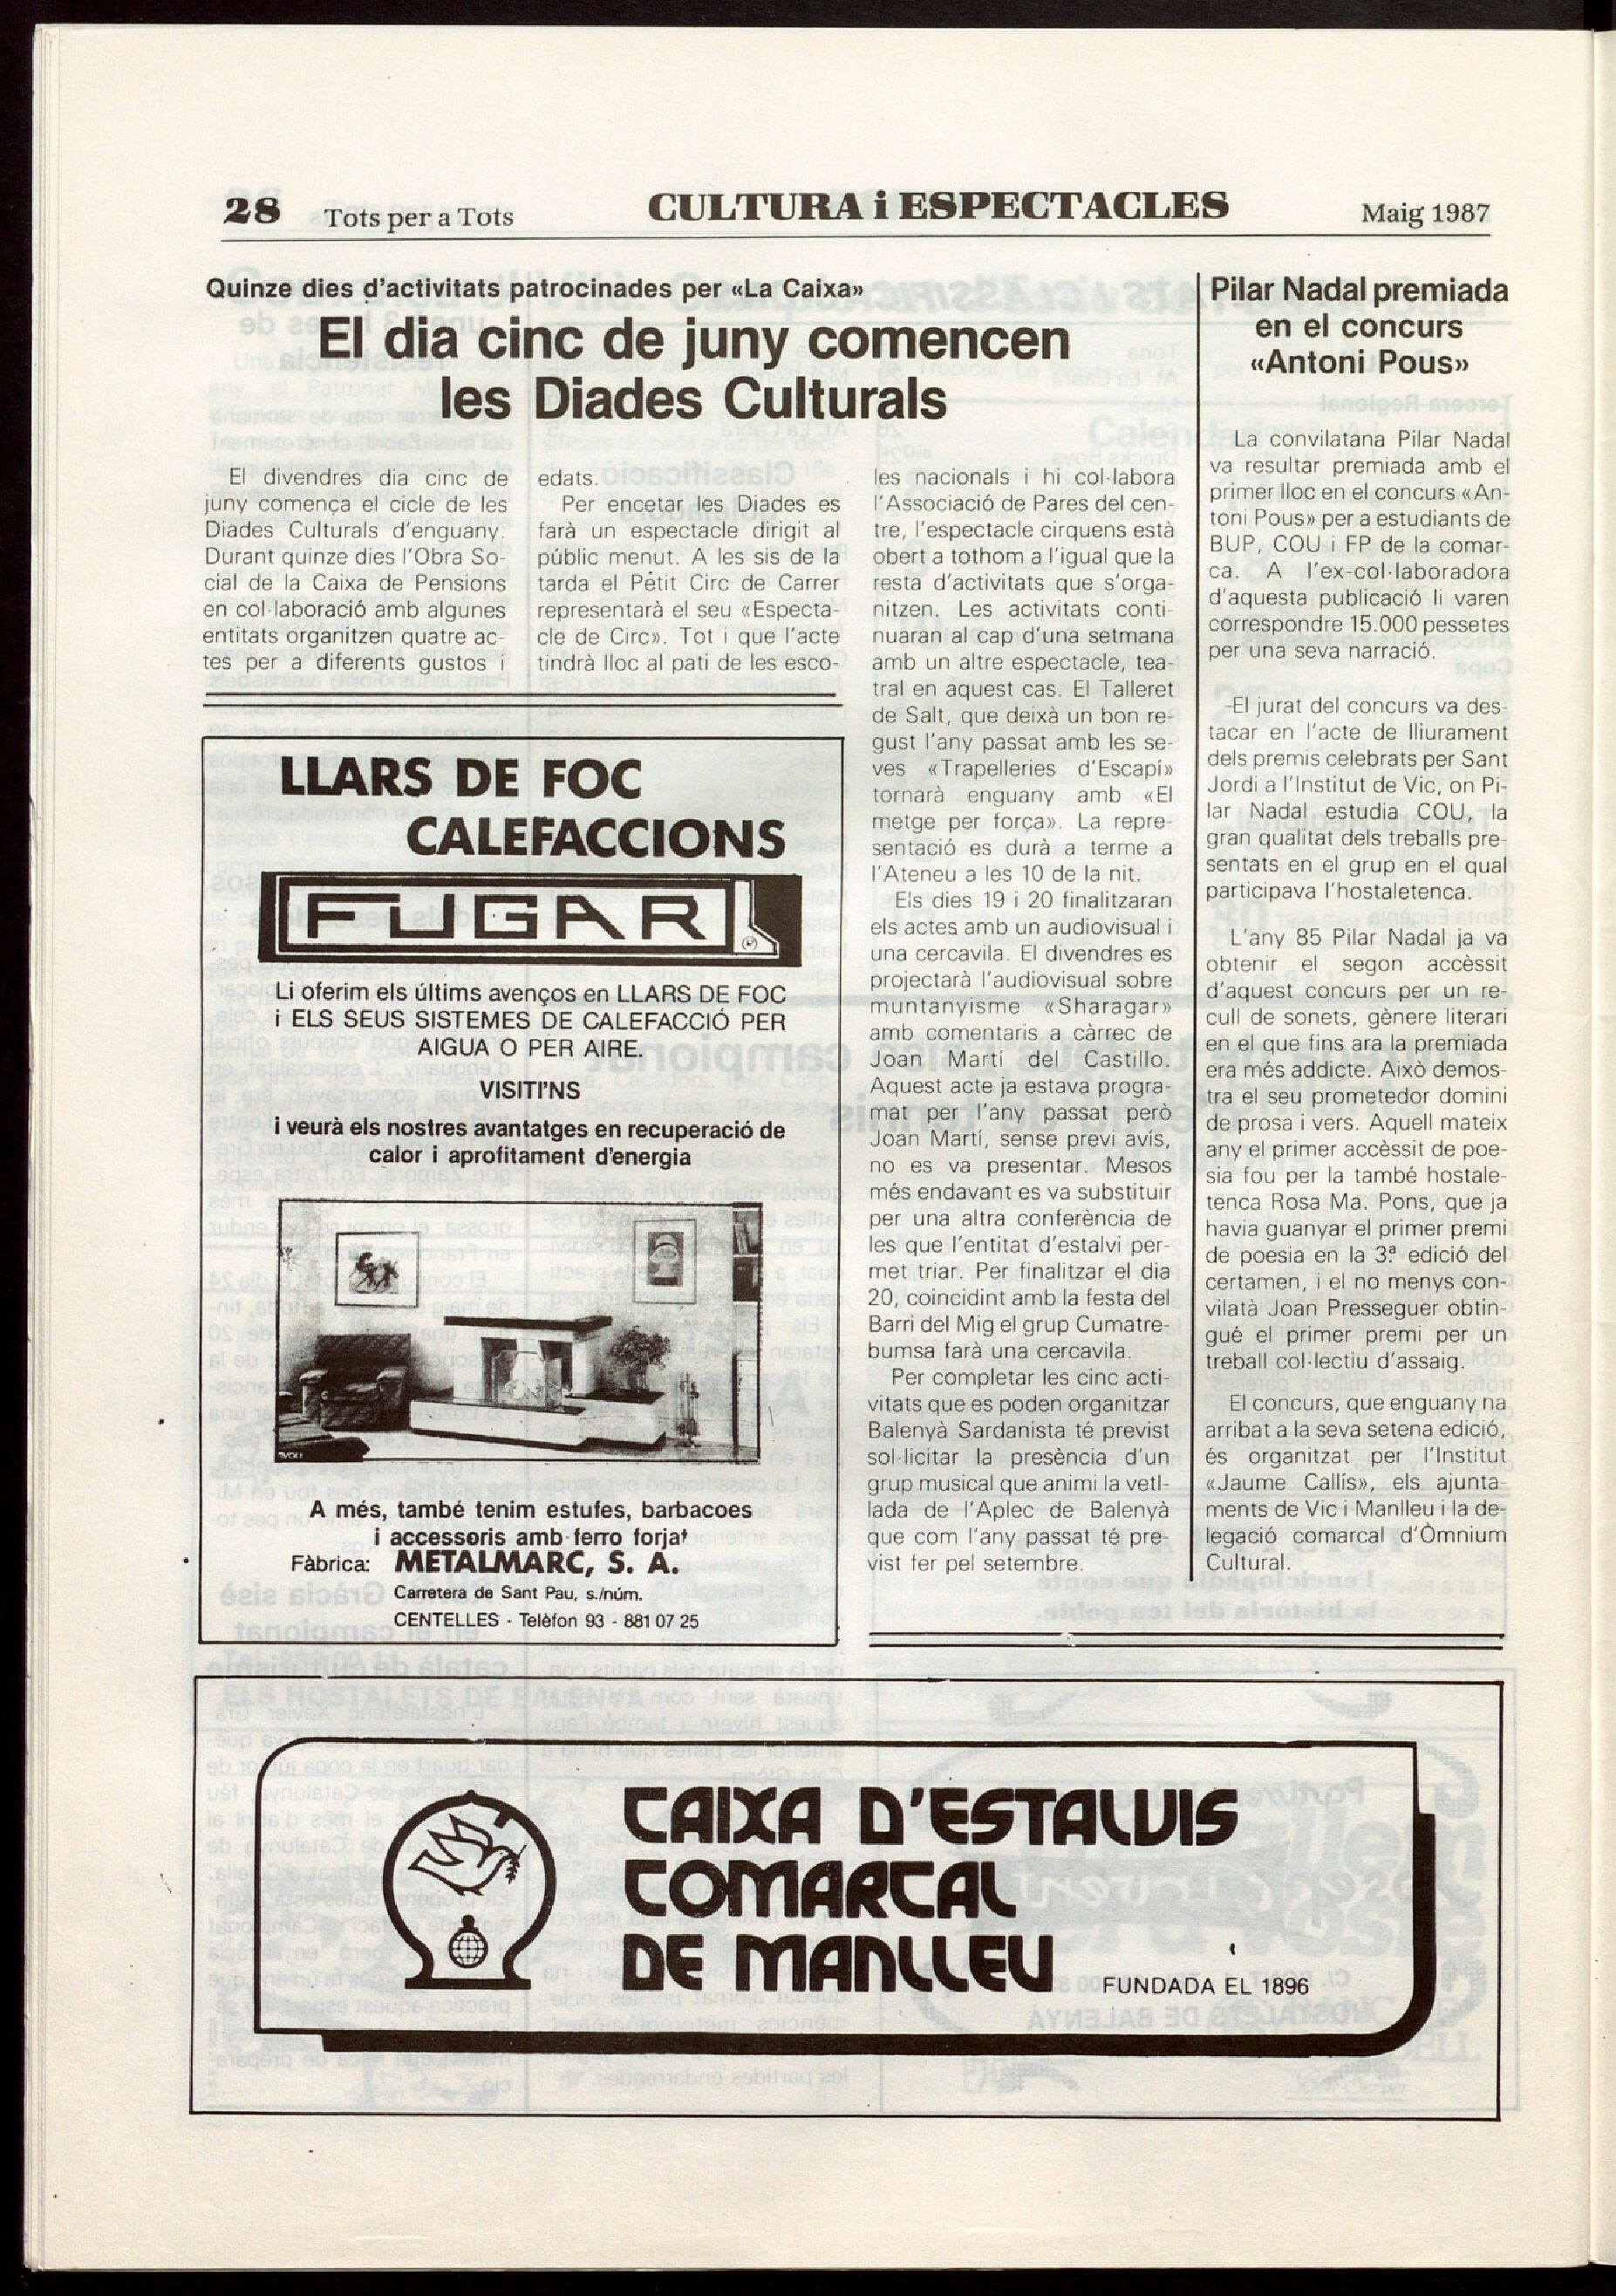 28 Tots per a Tots CULTURA i ESPECTACLES Maig 1987
Quinze dies d'activitats patrocinades per «La Caixa»
El dia cinc de juny comencen
les Diades Culturals
El divendres dia cinc de
juny comença el cicle de les
Diades Culturals d'enguany.
Durant quinze dies l'Obra So-
cial de la Caixa de Pensions
en col·laboració amb algunes
entitats organitzen quatre ac-
tes per a diferents gustos i
edats.
Per encetar les Diades es
farà un espectacle dirigit al
públic menut. A les sis de la
tarda el Petit Circ de Carrer
representarà el seu «Especta-
cle de Circ». Tot i que l'acte
tindrà lloc al pati de les esco-
les nacionals i hi col·labora
l'Associació de Pares del cen-
tre, l'espectacle cirquens està
obert a tothom a l'igual que la
resta d'activitats que s'orga-
nitzen. Les activitats conti-
nuaran al cap d'una setmana
amb un altre espectacle, tea-
tral en aquest cas. El Talleret
de Salt, que deixà un bon re-
gust l'any passat amb les se-
ves «Trapelleries d'Escapí»
tornarà enguany amb «El
metge per força». La repre-
sentació es durà a terme a
l'Ateneu a les 10 de la nit.
Els dies 19 i 20 finalitzaran
els actes amb un audiovisual i
una cercavila. El divendres es
projectarà l'audiovisual sobre
muntanyisme «Sharagar»
amb comentaris a càrrec de
Joan Martí del Castillo.
Aquest acte ja estava progra-
mat per l'any passat però
Joan Martí, sense previ avís,
no es va presentar. Mesos
més endavant es va substituir
per una altra conferència de
les que l'entitat d'estalvi per-
met triar. Per finalitzar el dia
20, coincidint amb la festa del
Barri del Mig el grup Cumatre-
bumsa farà una cercavila.
Per completar les cinc acti-
vitats que es poden organitzar
Balenyà Sardanista té previst
sol·licitar la presència d'un
grup musical que animi la vetl-
lada de l'Aplec de Balenyà
que com l'any passat té pre-
vist fer pel setembre.
Pilar Nadal premiada
en el concurs
«Antoni Pous»
La convilatana Pilar Nadal
va resultar premiada amb el
primer lloc en el concurs «An-
toni Pous» per a estudiants de
BUP, COU i FP de la comar-
ca. A l'ex-col·laboradora
d'aquesta publicació li varen
correspondre 15.000 pessetes
per una seva narració.
El jurat del concurs va des-
tacar en l'acte de lliurament
dels premis celebrats per Sant
Jordi a l'Institut de Vic, on Pi-
lar Nadal estudia COU, la
gran qualitat dels treballs pre-
sentats en el grup en el qual
participava l'hostaletenca.
L'any 85 Pilar Nadal ja va
obtenir el segon accèssit
d'aquest concurs per un re-
cull de sonets, gènere literari
en el que fins ara la premiada
era més addicte. Això demos-
tra el seu prometedor domini
de prosa i vers. Aquell mateix
any el primer accèssit de poe-
sia fou per la també hostale-
tenca Rosa Ma. Pons, que ja
havia guanyar el primer premi
de poesia en la 3.ª edició del
certamen, i el no menys con-
vilatà Joan Presseguer obtin-
gué el primer premi per un
treball col·lectiu d'assaig.
El concurs, que enguany na
arribat a la seva setena edició,
és organitzat per l'Institut
«Jaume Callís», els ajunta-
ments de Vic i Manlleu i la de-
legació comarcal d'Òmnium
Cultural.
LLARS DE FOC
CALEFACCIONS
FUGAR
Li oferim els últims avenços en LLARS DE FOC
i ELS SEUS SISTEMES DE CALEFACCIÓ PER
AIGUA O PER AIRE.
VISITI'NS
i veurà els nostres avantatges en recuperació de
calor i aprofitament d'energia
A més, també tenim estufes, barbacoes
i accessoris amb ferro forjat
Fàbrica: METALMARC, S. A.
Carretera de Sant Pau, s./núm.
CENTELLES - Telèfon 93 - 881 07 25
CAIXA D'ESTALVIS
COMARCAL
DE MANLLEU FUNDADA EL 1896